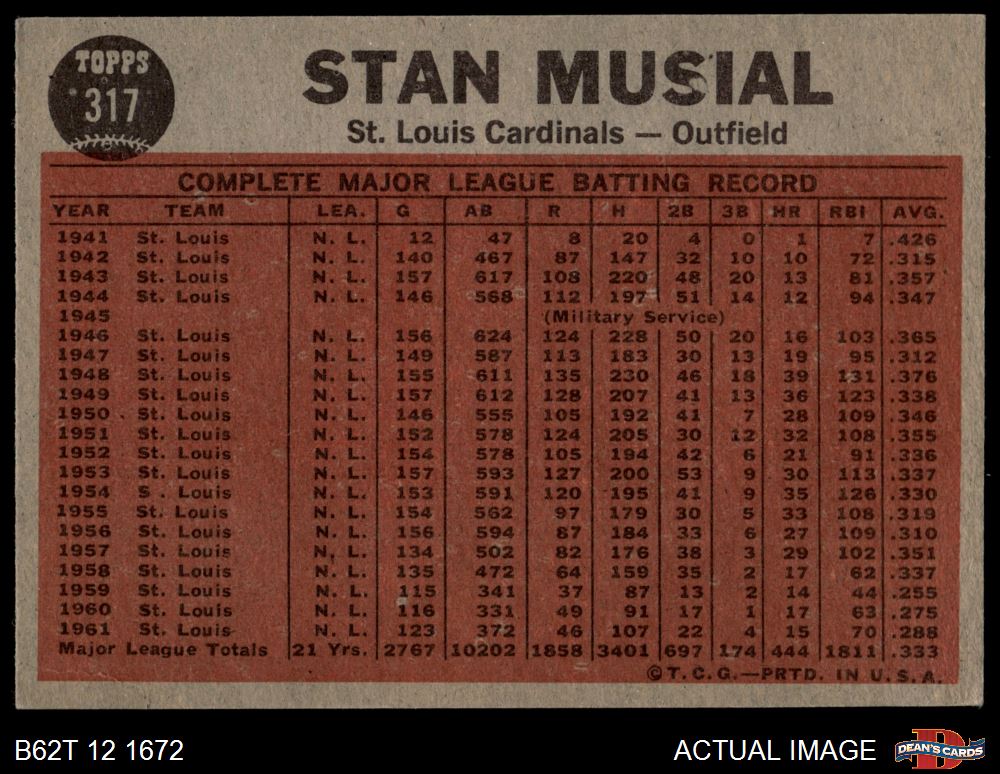 TOPPS
317
STAN MUSIAL
St. Louis Cardinals — Outfield
COMPLETE MAJOR LEAGUE BATTING RECORD
YEAR TEAM LEA. G AB R H 2B 3B HR RBI AVG.
1941 St. Louis N. L. 12 47 8 20 4 0 1 7 .426
1942 St. Louis N. L. 140 467 87 147 32 10 10 72 .315
1943 St. Louis N. L. 157 617 108 220 48 20 13 81 .357
1944 St. Louis N. L. 146 568 112 197 51 14 12 94 .347
1945 (Military Service)
1946 St. Louis N. L. 156 624 124 228 50 20 16 103 .365
1947 St. Louis N. L. 149 587 113 183 30 13 19 95 .312
1948 St. Louis N. L. 155 611 135 230 46 18 39 131 .376
1949 St. Louis N. L. 157 612 128 207 41 13 36 123 .338
1950 St. Louis N. L. 146 555 105 192 41 7 28 109 .346
1951 St. Louis N. L. 152 578 124 205 30 12 32 108 .355
1952 St. Louis N. L. 154 578 105 194 42 6 21 91 .336
1953 St. Louis N. L. 157 593 127 200 53 9 30 113 .337
1954 S . Louis N. L. 153 591 120 195 41 9 35 126 .330
1955 St. Louis N. L. 154 562 97 179 30 5 33 108 .319
1956 St. Louis N. L. 156 594 87 184 33 6 27 109 .310
1957 St. Louis N. L. 134 502 82 176 38 3 29 102 .351
1958 St. Louis N. L. 135 472 64 159 35 2 17 62 .337
1959 St. Louis N. L. 115 341 37 87 13 2 14 44 .255
1960 St. Louis N. L. 116 331 49 91 17 1 17 63 .275
1961 St. Louis N. L. 123 372 46 107 22 4 15 70 .288
Major League Totals 21 Yrs. 2767 10202 1858 3401 697 174 444 1811 .333
©T.C.G.—PRTD. IN U.S.A.
B62T 12 1672 ACTUAL IMAGE DEAN'S CARDS